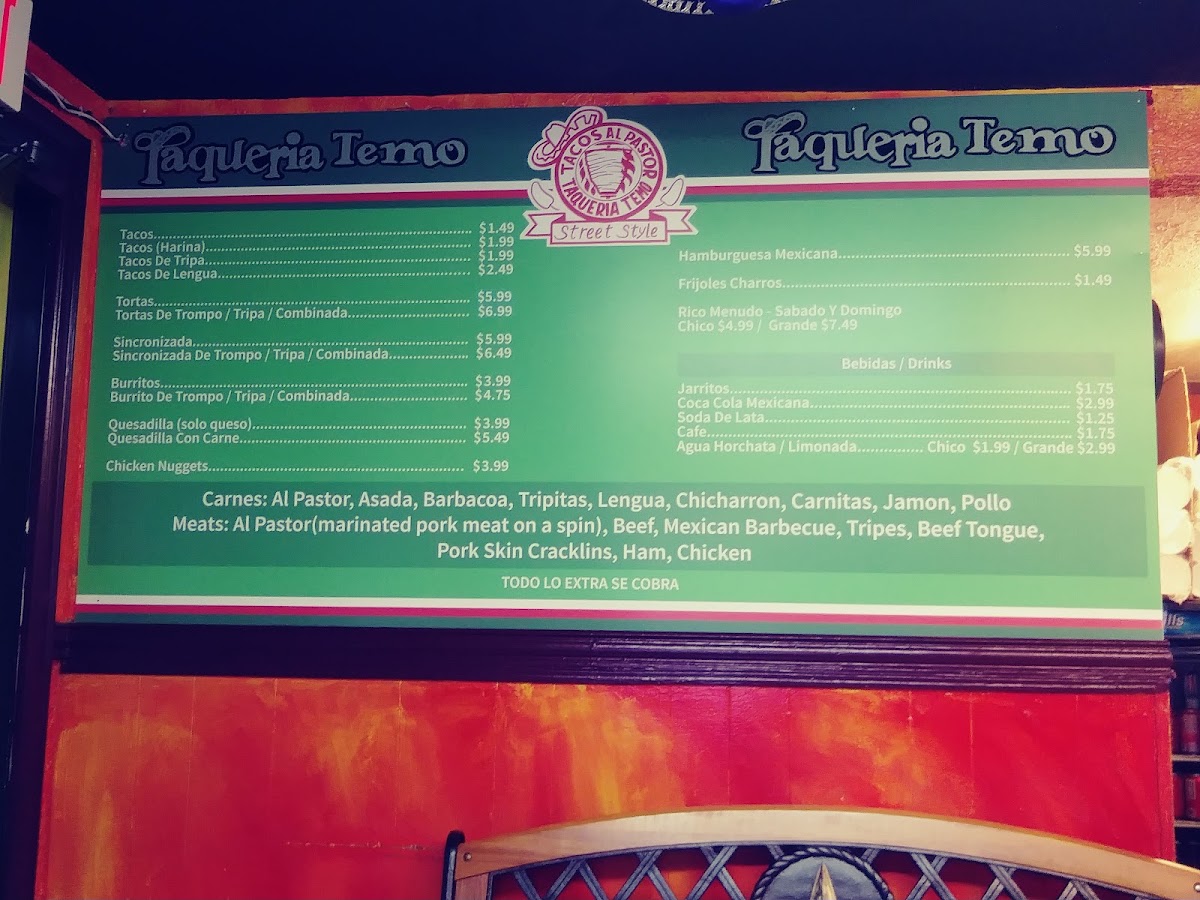 Taqueria Temo
TACOS AL PASTOR
TAQUERIA TEMO
Street Style
Taqueria Temo
Tacos........ $1.49
Tacos (Harina)........ $1.99
Tacos De Tripa........ $1.99
Tacos De Lengua........ $2.49
Tortas........ $5.99
Tortas De Trompo / Tripa / Combinada........ $6.99
Sincronizada........ $5.99
Sincronizada De Trompo / Tripa / Combinada........ $6.49
Burritos........ $3.99
Burrito De Trompo / Tripa / Combinada........ $4.75
Quesadilla (solo queso)........ $3.99
Quesadilla Con Carne........ $5.49
Chicken Nuggets........ $3.99
Hamburguesa Mexicana........ $5.99
Frijoles Charros........ $1.49
Rico Menudo - Sabado Y Domingo
Chico $4.99 / Grande $7.49
Bebidas / Drinks
Jarritos........ $1.75
Coca Cola Mexicana........ $2.99
Soda De Lata........ $1.25
Cafe........ $1.75
Agua Horchata / Limonada........ Chico $1.99 / Grande $2.99
Carnes: Al Pastor, Asada, Barbacoa, Tripitas, Lengua, Chicharron, Carnitas, Jamon, Pollo
Meats: Al Pastor(marinated pork meat on a spin), Beef, Mexican Barbecue, Tripes, Beef Tongue,
Pork Skin Cracklins, Ham, Chicken
TODO LO EXTRA SE COBRA